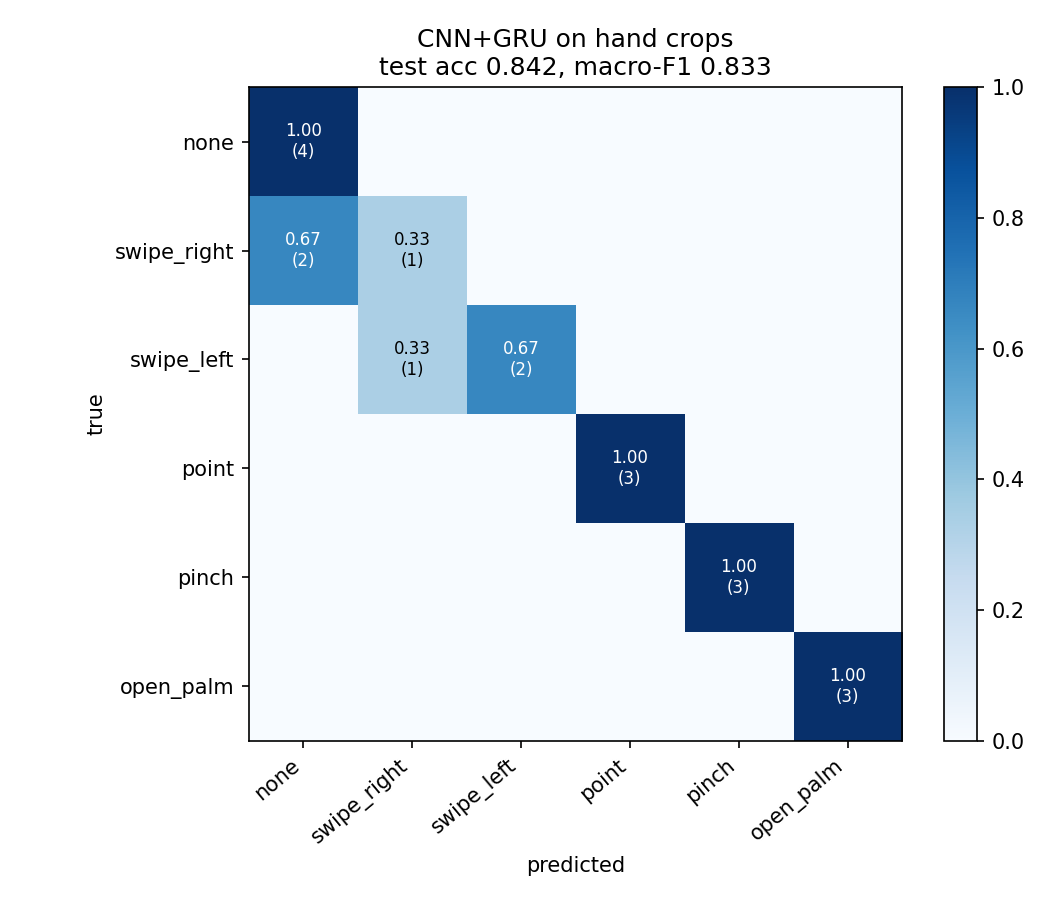 CNN+GRU on hand crops
test acc 0.842, macro-F1 0.833
none
swipe_right
swipe_left
point
pinch
open_palm
true
1.00
(4)
0.67
(2)
0.33
(1)
0.33
(1)
0.67
(2)
1.00
(3)
1.00
(3)
1.00
(3)
none
swipe_right
swipe_left
point
pinch
open_palm
predicted
1.0
0.8
0.6
0.4
0.2
0.0